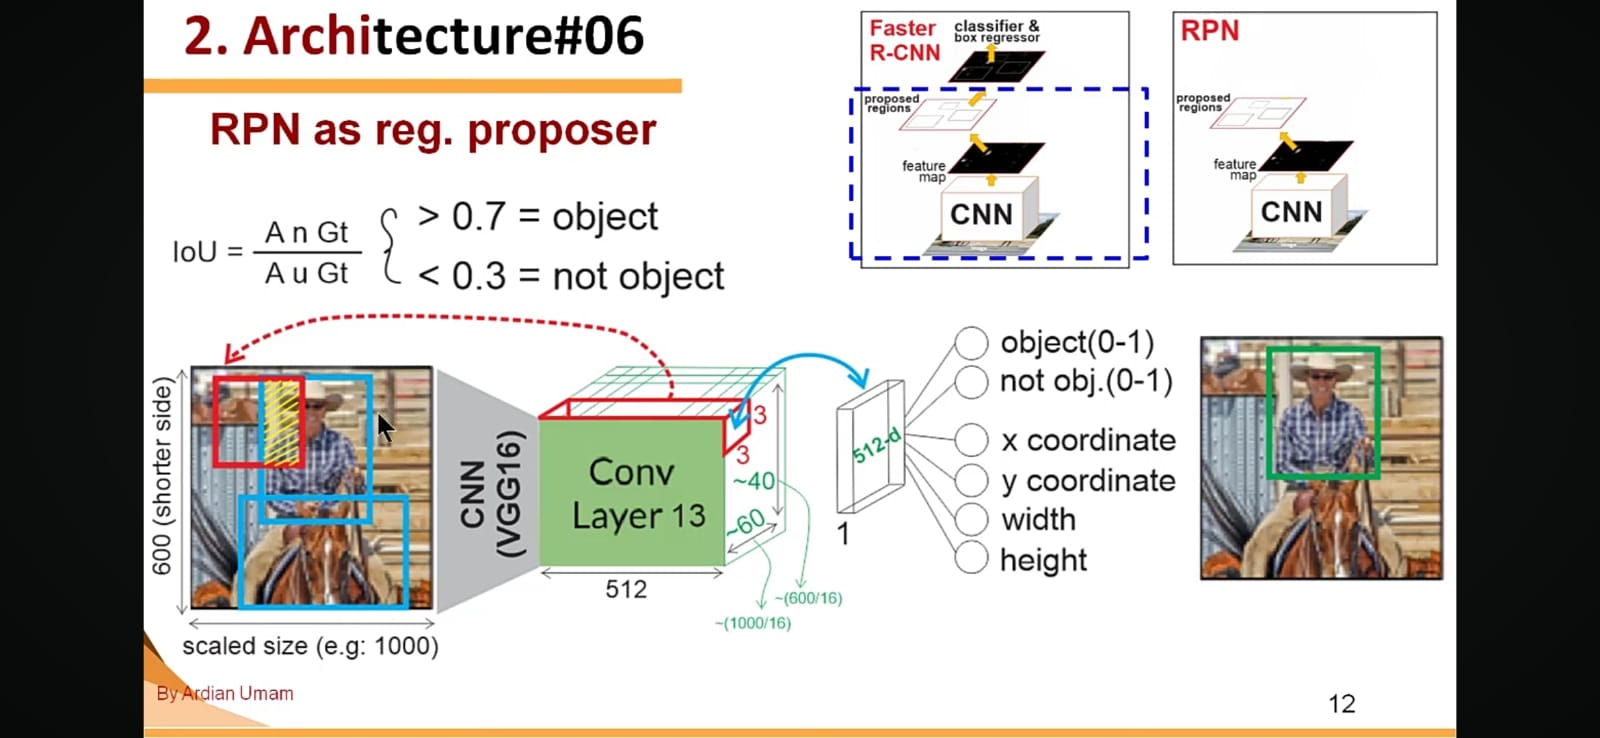 2. Architecture#06
RPN as reg. proposer
IoU =
A n Gt
A u Gt
> 0.7 = object
< 0.3 = not object
Faster
R-CNN
classifier &
box regressor
proposed
regions
feature
map
CNN
RPN
proposed
regions
feature
map
CNN
600 (shorter side)
scaled size (e.g: 1000)
CNN
(VGG16)
Conv
Layer 13
512
3
3
~40
~60
~(600/16)
~(1000/16)
512-d
1
object(0-1)
not obj.(0-1)
x coordinate
y coordinate
width
height
By Ardian Umam
12